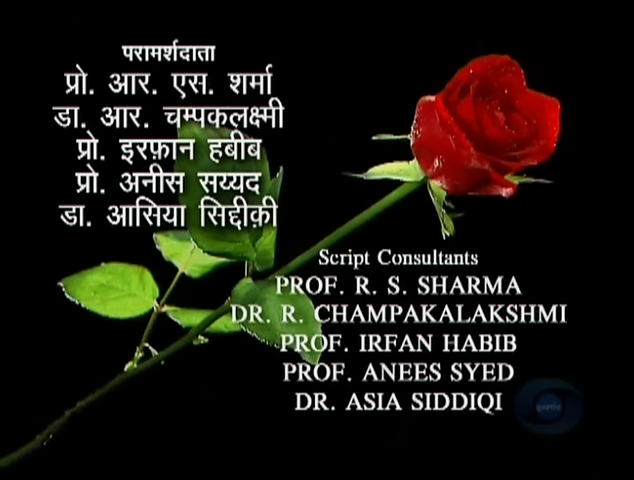 परामर्शदाता
प्रो. आर. एस. शर्मा
डा. आर. चम्पकलक्ष्मी
प्रो. इरफ़ान हबीब
प्रो. अनीस सय्यद
डा. आसिया सिद्दीक़ी
Script Consultants
PROF. R. S. SHARMA
DR. R. CHAMPAKALAKSHMI
PROF. IRFAN HABIB
PROF. ANEES SYED
DR. ASIA SIDDIQI